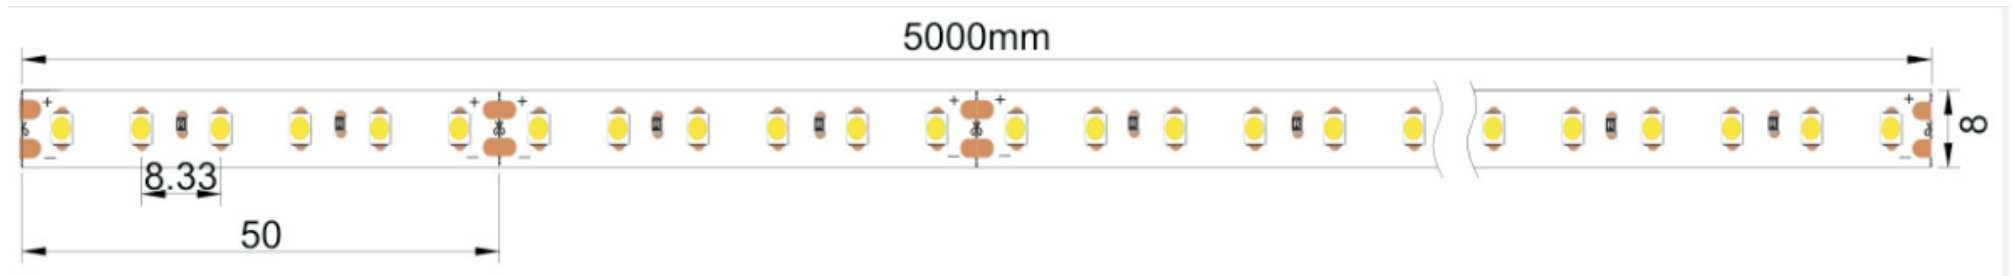 5000mm
+ + + + + +
R R R R R R R R
8
− − − − − −
8.33
50